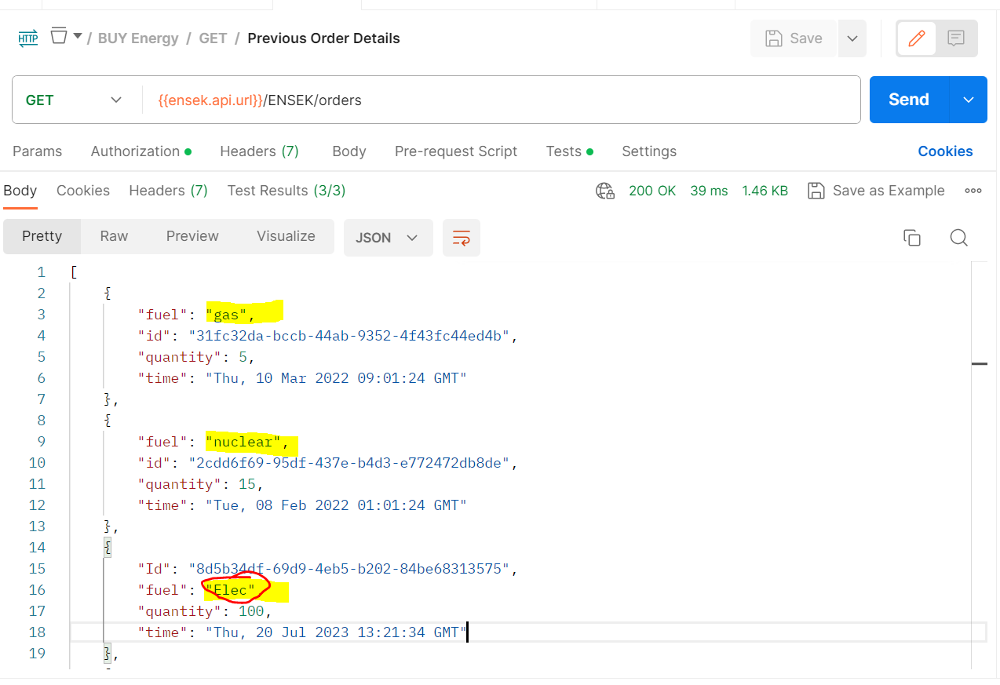 HTTP / BUY Energy / GET / Previous Order Details Save
GET {{ensek.api.url}}/ENSEK/orders Send
Params Authorization Headers (7) Body Pre-request Script Tests Settings Cookies
Body Cookies Headers (7) Test Results (3/3) 200 OK 39 ms 1.46 KB Save as Example
Pretty Raw Preview Visualize JSON
1 [
2 {
3 "fuel": "gas",
4 "id": "31fc32da-bccb-44ab-9352-4f43fc44ed4b",
5 "quantity": 5,
6 "time": "Thu, 10 Mar 2022 09:01:24 GMT"
7 },
8 {
9 "fuel": "nuclear",
10 "id": "2cdd6f69-95df-437e-b4d3-e772472db8de",
11 "quantity": 15,
12 "time": "Tue, 08 Feb 2022 01:01:24 GMT"
13 },
14 {
15 "Id": "8d5b34df-69d9-4eb5-b202-84be68313575",
16 "fuel": "Elec"
17 "quantity": 100,
18 "time": "Thu, 20 Jul 2023 13:21:34 GMT"
19 },